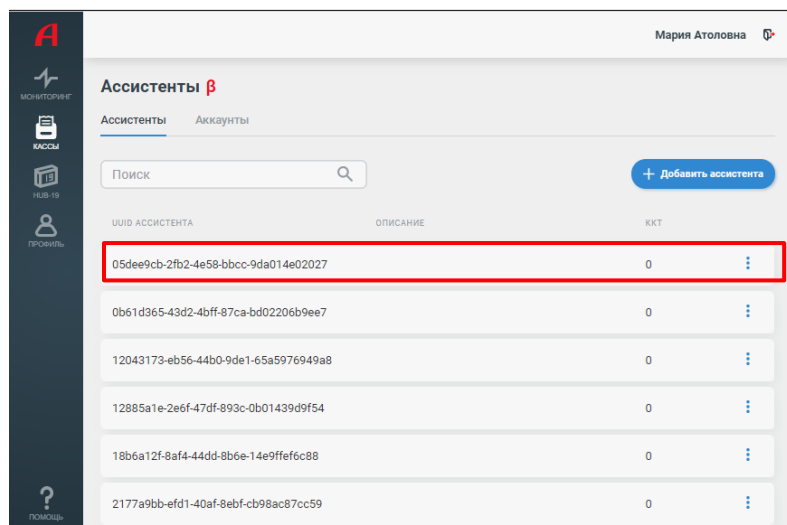 Мария Атоловна
МОНИТОРИНГ
КАССЫ
19
HUB-19
ПРОФИЛЬ
Ассистенты β
Ассистенты Аккаунты
Поиск
+ Добавить ассистента
UUID АССИСТЕНТА ОПИСАНИЕ ККТ
05dee9cb-2fb2-4e58-bbcc-9da014e02027 0
0b61d365-43d2-4bff-87ca-bd02206b9ee7 0
12043173-eb56-44b0-9de1-65a5976949a8 0
12885a1e-2e6f-47df-893c-0b01439d9f54 0
18b6a12f-8af4-44dd-8b6e-14e9ffef6c88 0
2177a9bb-efd1-40af-8ebf-cb98ac87cc59 0
?
ПОМОЩЬ